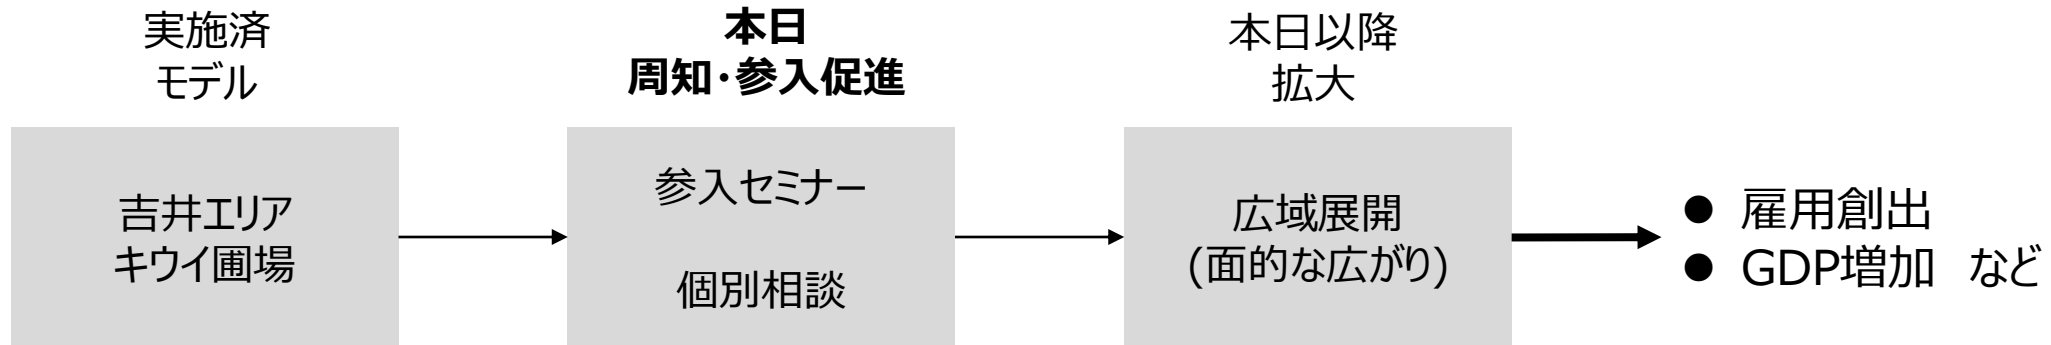 実施済
モデル
本日
周知・参入促進
本日以降
拡大
吉井エリア
キウイ圃場
参入セミナー
個別相談
広域展開
(面的な広がり)
● 雇用創出
● GDP増加　など